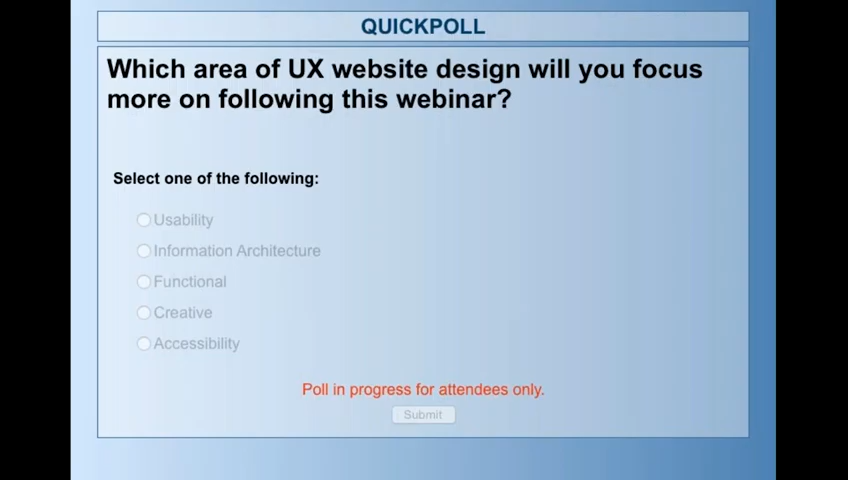 QUICKPOLL
Which area of UX website design will you focus
more on following this webinar?
Select one of the following:
Usability
Information Architecture
Functional
Creative
Accessibility
Poll in progress for attendees only.
Submit